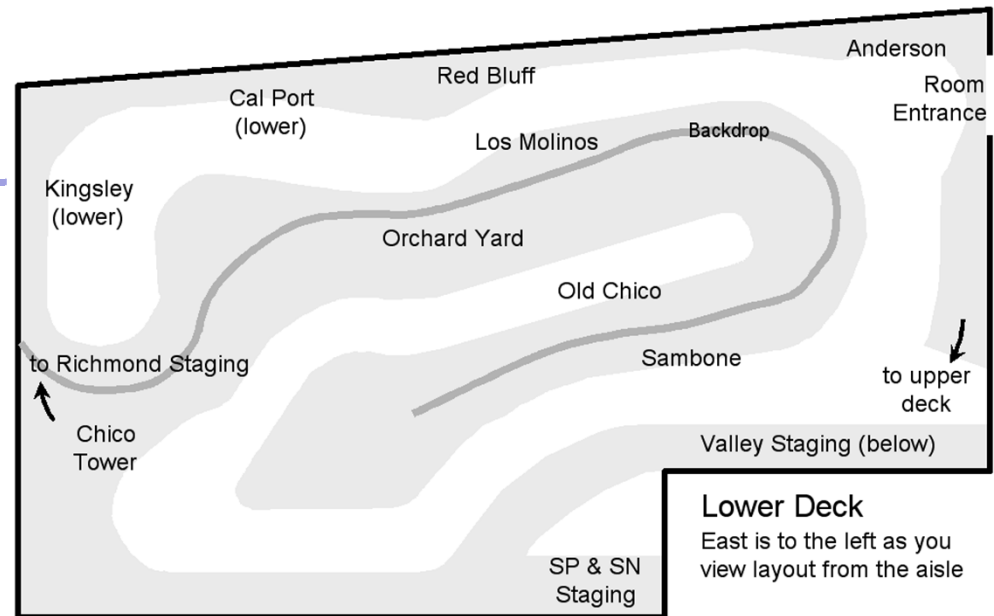 Anderson
Red Bluff
Room
Entrance
Cal Port
(lower)
Backdrop
Los Molinos
Kingsley
(lower)
Orchard Yard
Old Chico
Sambone
to Richmond Staging
to upper
deck
Chico
Tower
Valley Staging (below)
Lower Deck
East is to the left as you
view layout from the aisle
SP & SN
Staging